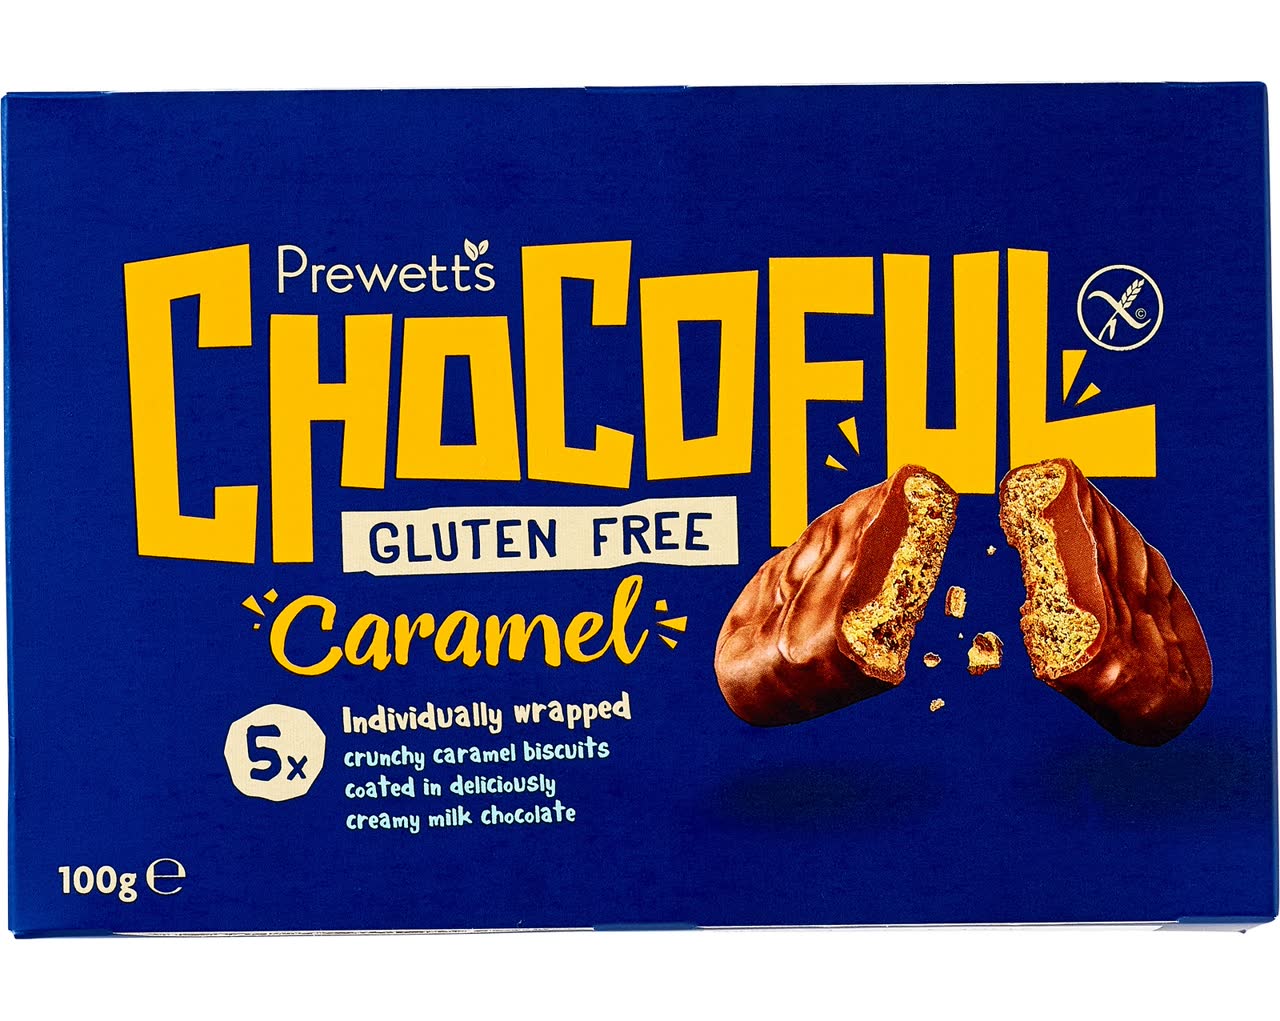 Prewett's
CHOCOFUL
GLUTEN FREE
Caramel
5x
Individually wrapped
crunchy caramel biscuits
coated in deliciously
creamy milk chocolate
100g ℮
©